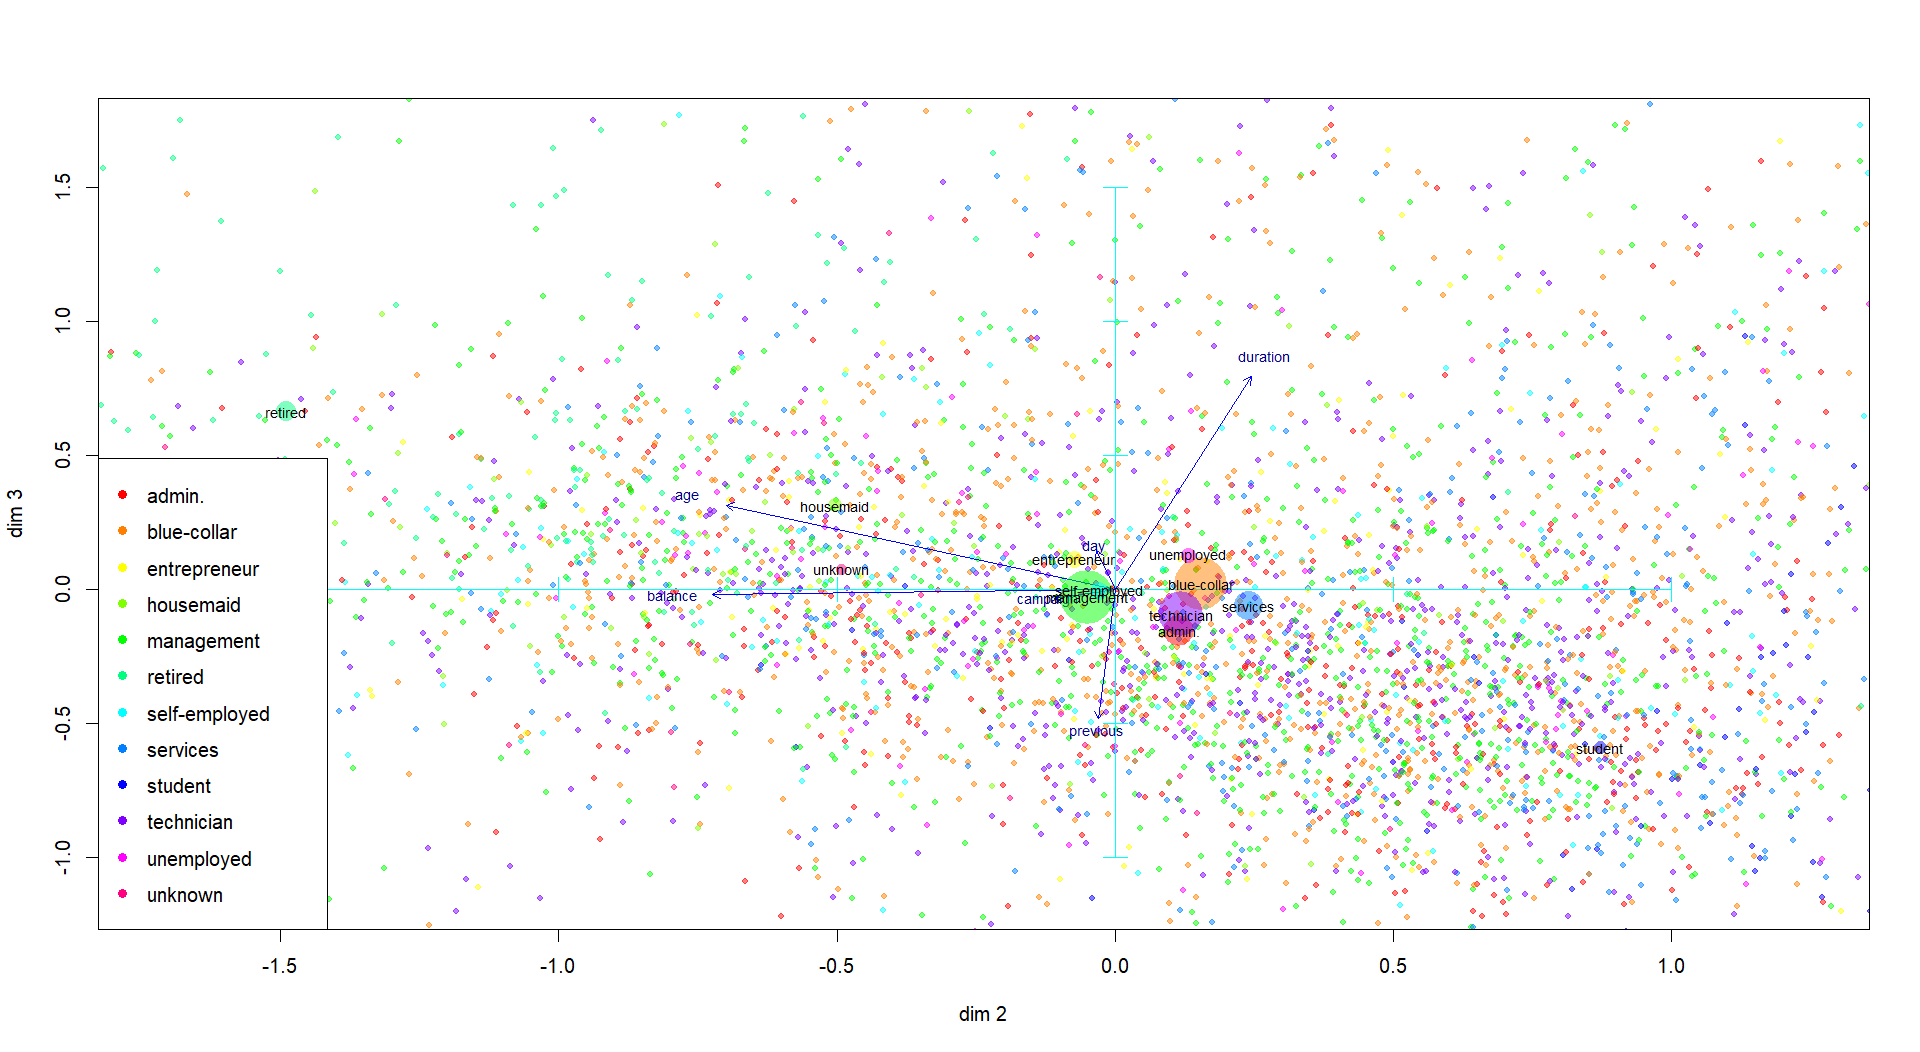 duration
retired
age
housemaid
day
unemployed
entrepreneur
unknown
blue-collar
self-employed
balance
management
services
technician
admin.
previous
student
admin.
blue-collar
entrepreneur
housemaid
management
retired
self-employed
services
student
technician
unemployed
unknown
1.5
1.0
0.5
0.0
-0.5
-1.0
dim 3
-1.5
-1.0
-0.5
0.0
0.5
1.0
dim 2